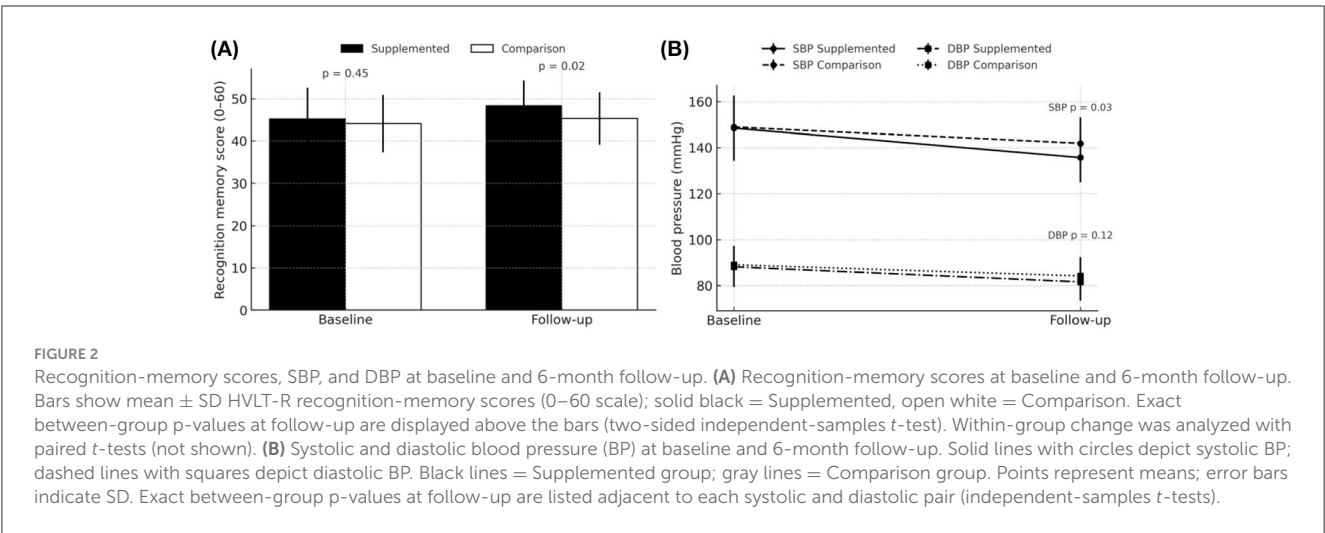 (A)
Supplemented
Comparison
p = 0.45
p = 0.02
Recognition memory score (0–60)
50
40
30
20
10
0
Baseline
Follow-up
(B)
SBP Supplemented
SBP Comparison
DBP Supplemented
DBP Comparison
Blood pressure (mmHg)
160
140
120
100
80
SBP p = 0.03
DBP p = 0.12
Baseline
Follow-up
FIGURE 2
Recognition-memory scores, SBP, and DBP at baseline and 6-month follow-up. (A) Recognition-memory scores at baseline and 6-month follow-up.
Bars show mean ± SD HVLT-R recognition-memory scores (0–60 scale); solid black = Supplemented, open white = Comparison. Exact
between-group p-values at follow-up are displayed above the bars (two-sided independent-samples t-test). Within-group change was analyzed with
paired t-tests (not shown). (B) Systolic and diastolic blood pressure (BP) at baseline and 6-month follow-up. Solid lines with circles depict systolic BP;
dashed lines with squares depict diastolic BP. Black lines = Supplemented group; gray lines = Comparison group. Points represent means; error bars
indicate SD. Exact between-group p-values at follow-up are listed adjacent to each systolic and diastolic pair (independent-samples t-tests).